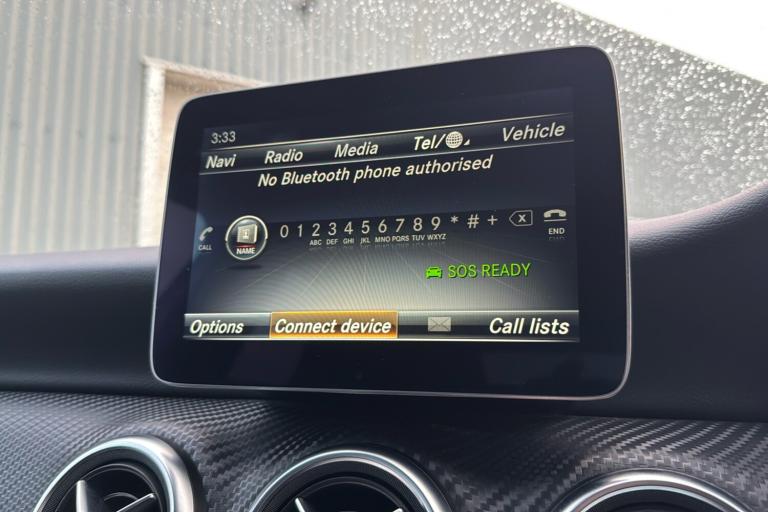 3:33
Navi Radio Media Tel/ Vehicle
No Bluetooth phone authorised
CALL NAME 0 1 2 3 4 5 6 7 8 9 * # + X END
ABC DEF GHI JKL MNO PQRS TUV WXYZ
SOS READY
Options Connect device Call lists